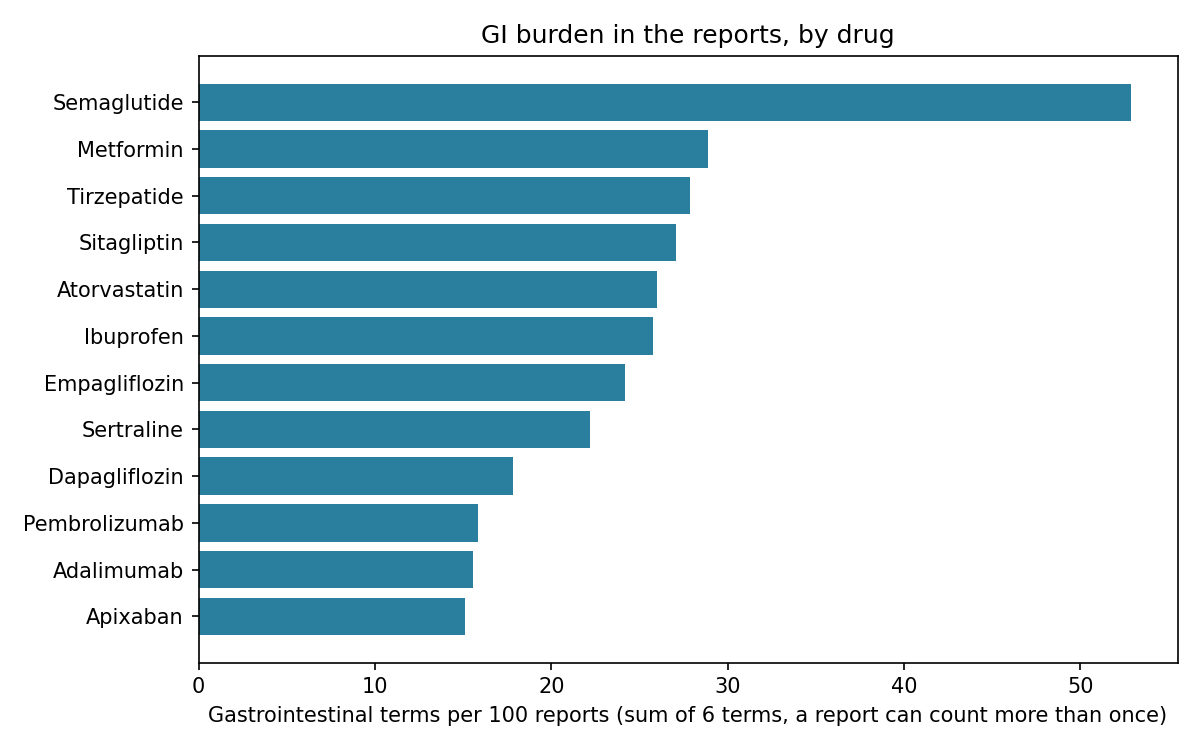 GI burden in the reports, by drug
Semaglutide
Metformin
Tirzepatide
Sitagliptin
Atorvastatin
Ibuprofen
Empagliflozin
Sertraline
Dapagliflozin
Pembrolizumab
Adalimumab
Apixaban
0 10 20 30 40 50
Gastrointestinal terms per 100 reports (sum of 6 terms, a report can count more than once)